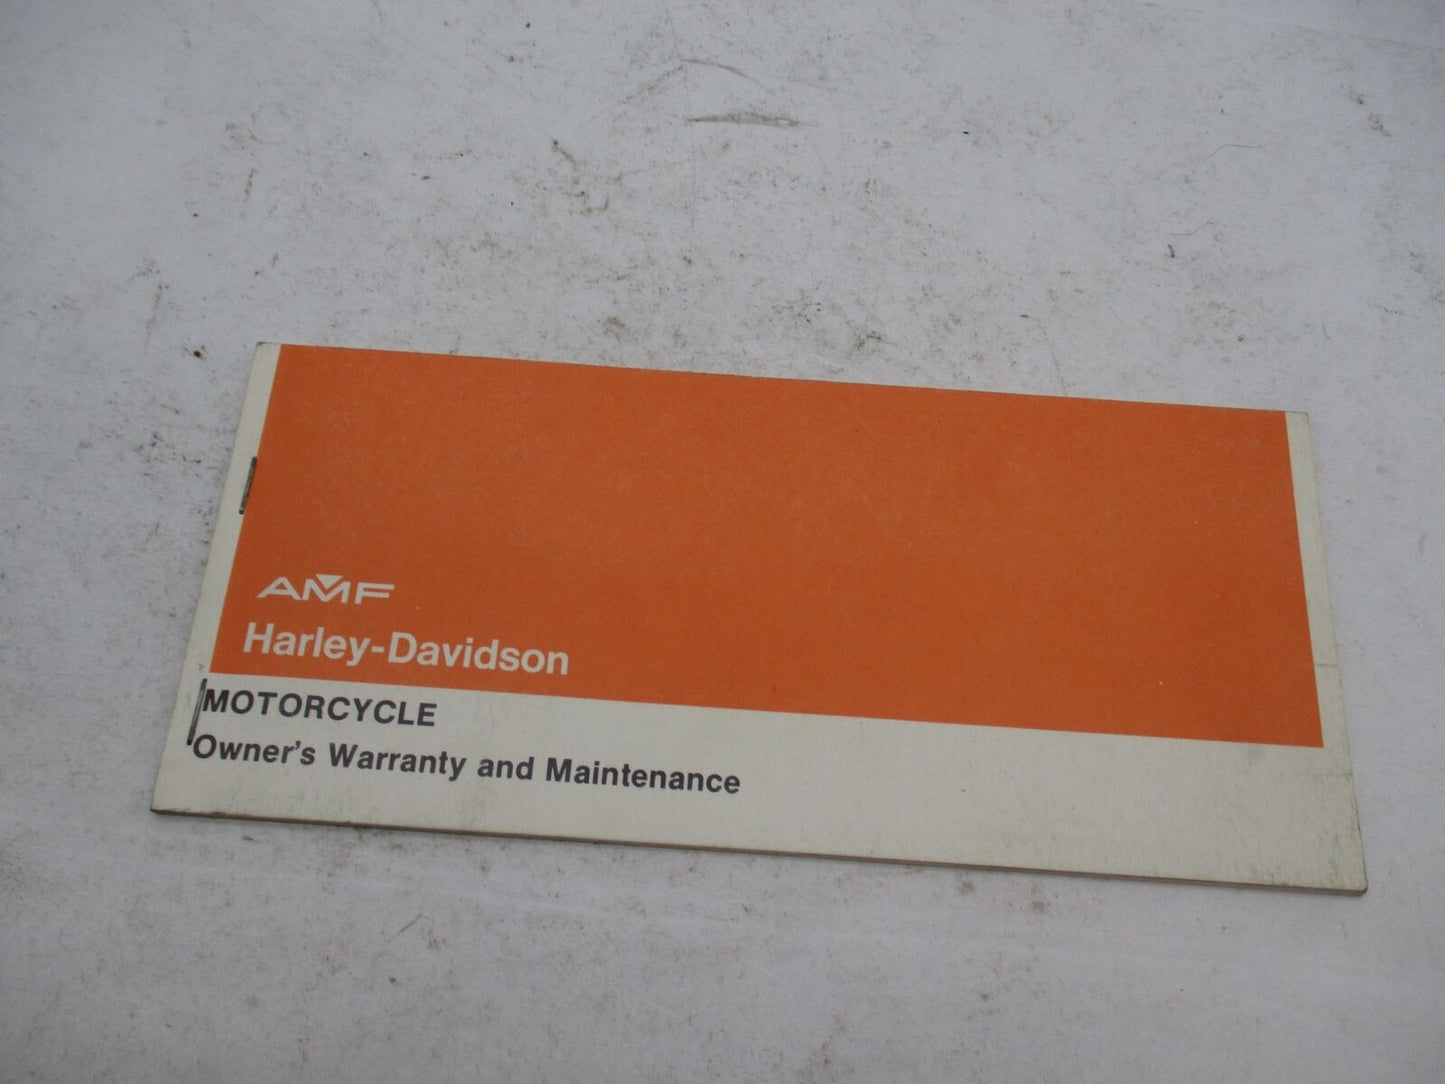 AMF
Harley-Davidson
MOTORCYCLE
Owner's Warranty and Maintenance